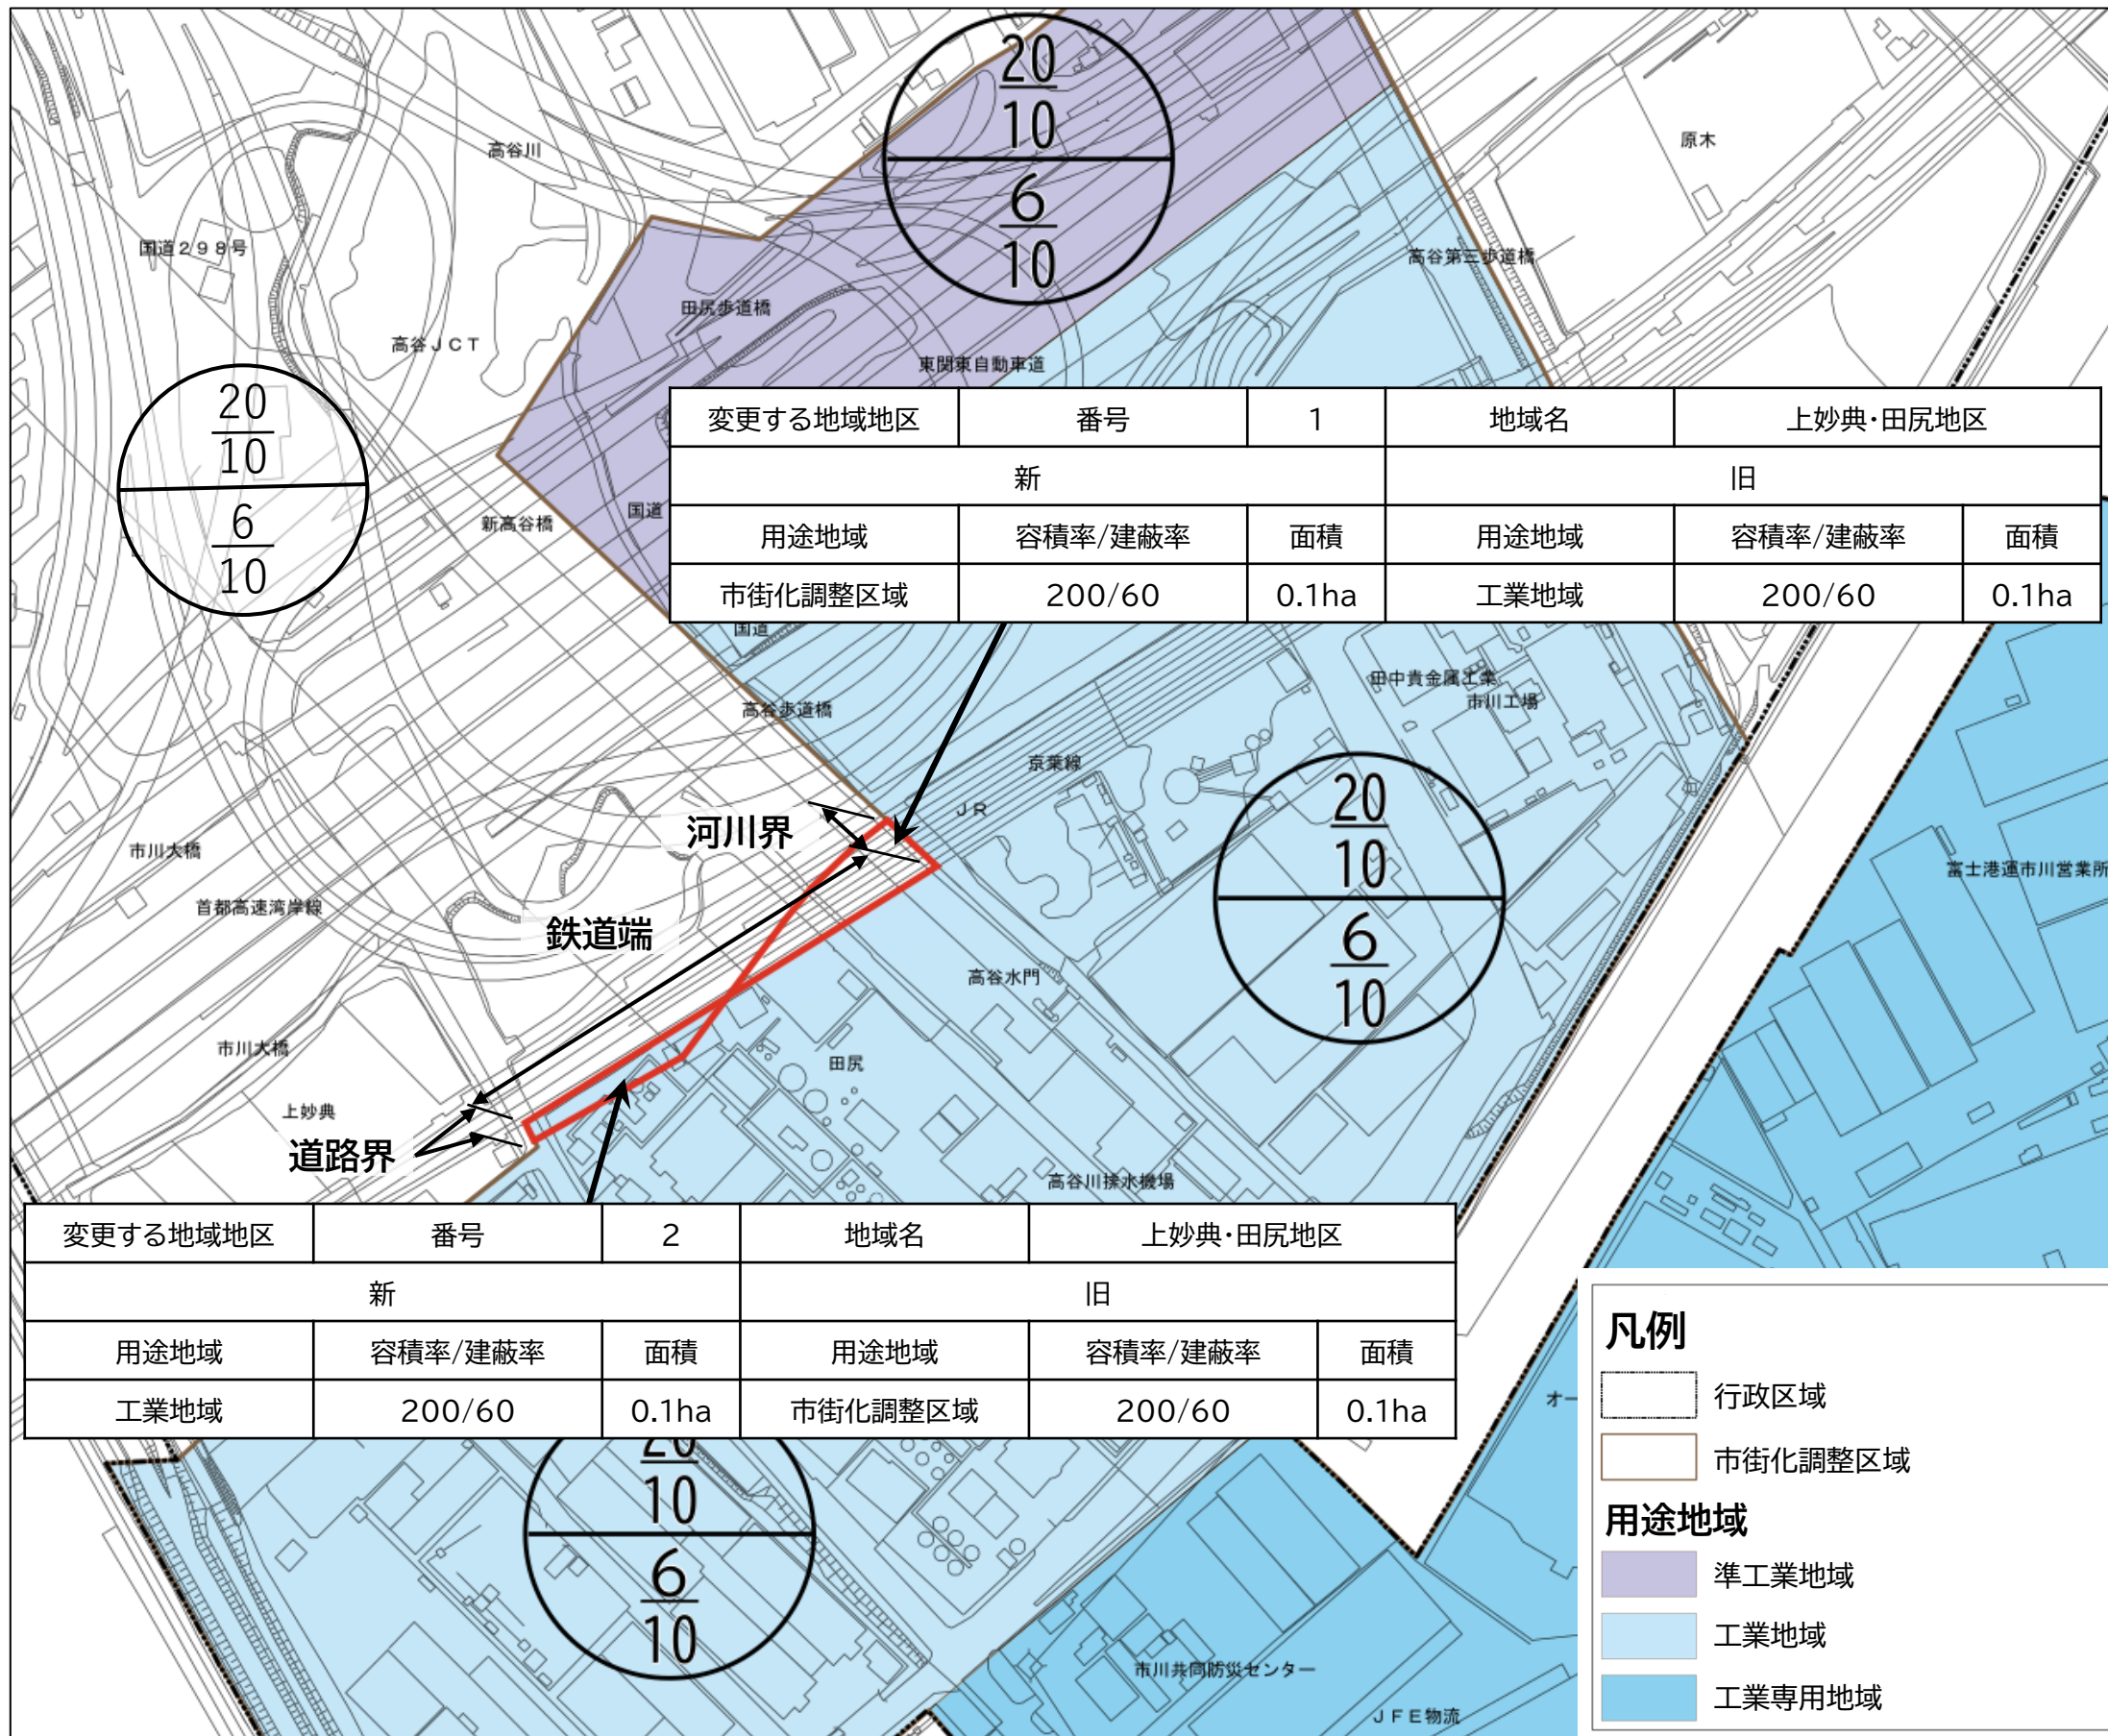 20
10
6
10
高谷川
原木
国道298号
高谷第三歩道橋
田尻歩道橋
高谷JCT
東関東自動車道
20
10
6
10
変更する地域地区 番号 1 地域名 上妙典・田尻地区
新 旧
用途地域 容積率/建蔽率 面積 用途地域 容積率/建蔽率 面積
市街化調整区域 200/60 0.1ha 工業地域 200/60 0.1ha
新高谷橋
国道
国道
田中貴金属工業
市川工場
高谷歩道橋
京葉線
JR
20
10
6
10
河川界
市川大橋
富士港運市川営業所
首都高速湾岸線
鉄道端
高谷水門
市川大橋
田尻
上妙典
道路界
高谷川排水機場
変更する地域地区 番号 2 地域名 上妙典・田尻地区
新 旧
用途地域 容積率/建蔽率 面積 用途地域 容積率/建蔽率 面積
工業地域 200/60 0.1ha 市街化調整区域 200/60 0.1ha
20
10
6
10
オー
市川共同防災センター
JFE物流
凡例
行政区域
市街化調整区域
用途地域
準工業地域
工業地域
工業専用地域